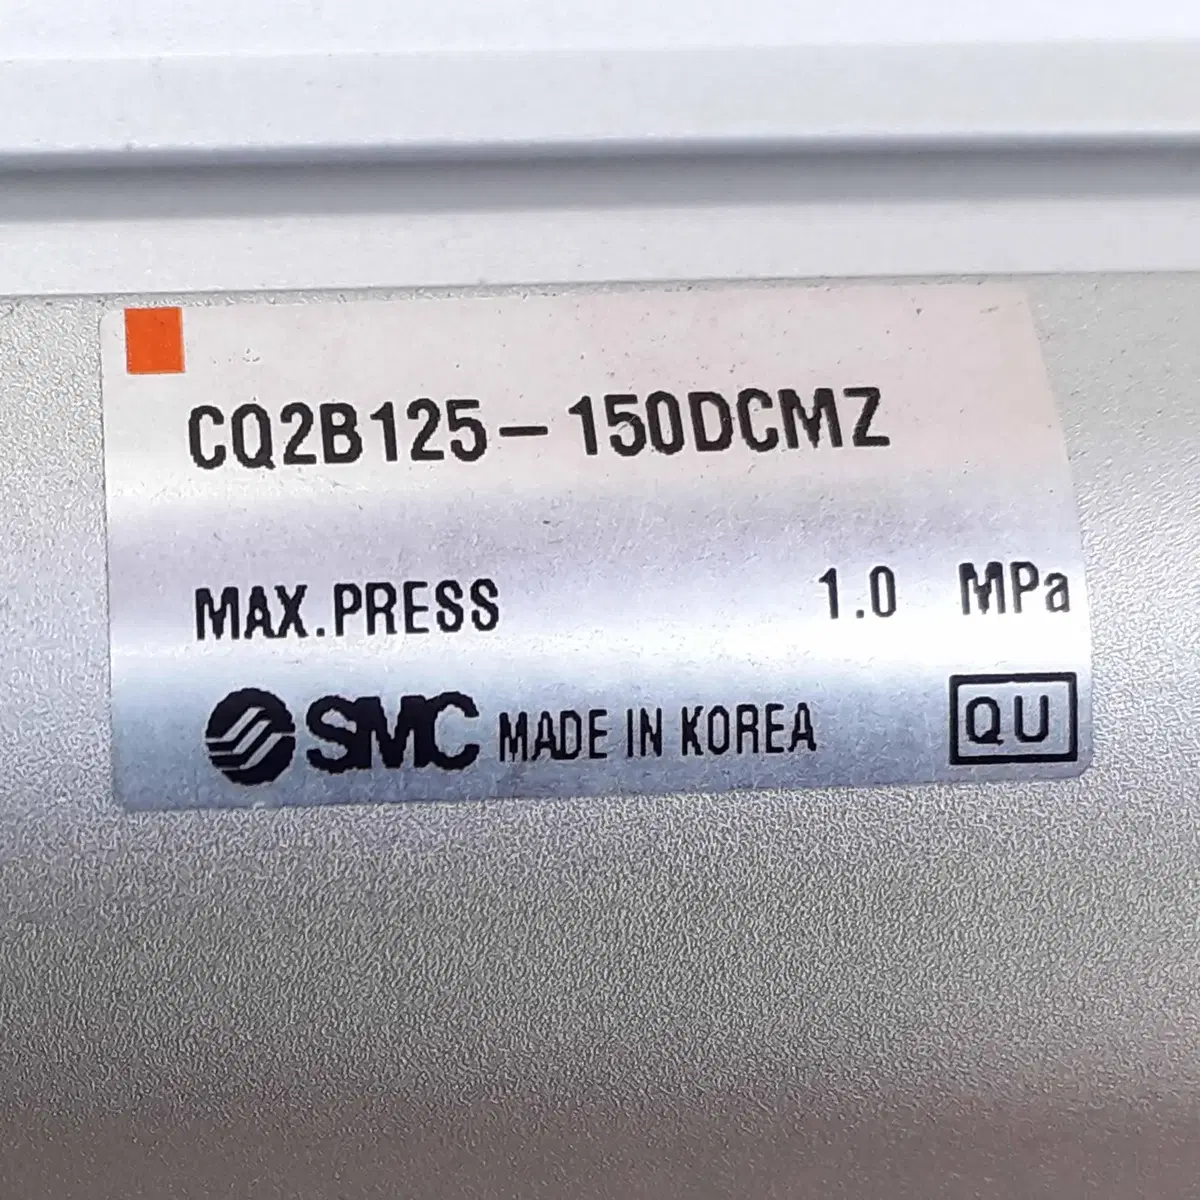 CQ2B125-150DCMZ
MAX.PRESS 1.0 MPa
SMC MADE IN KOREA QU